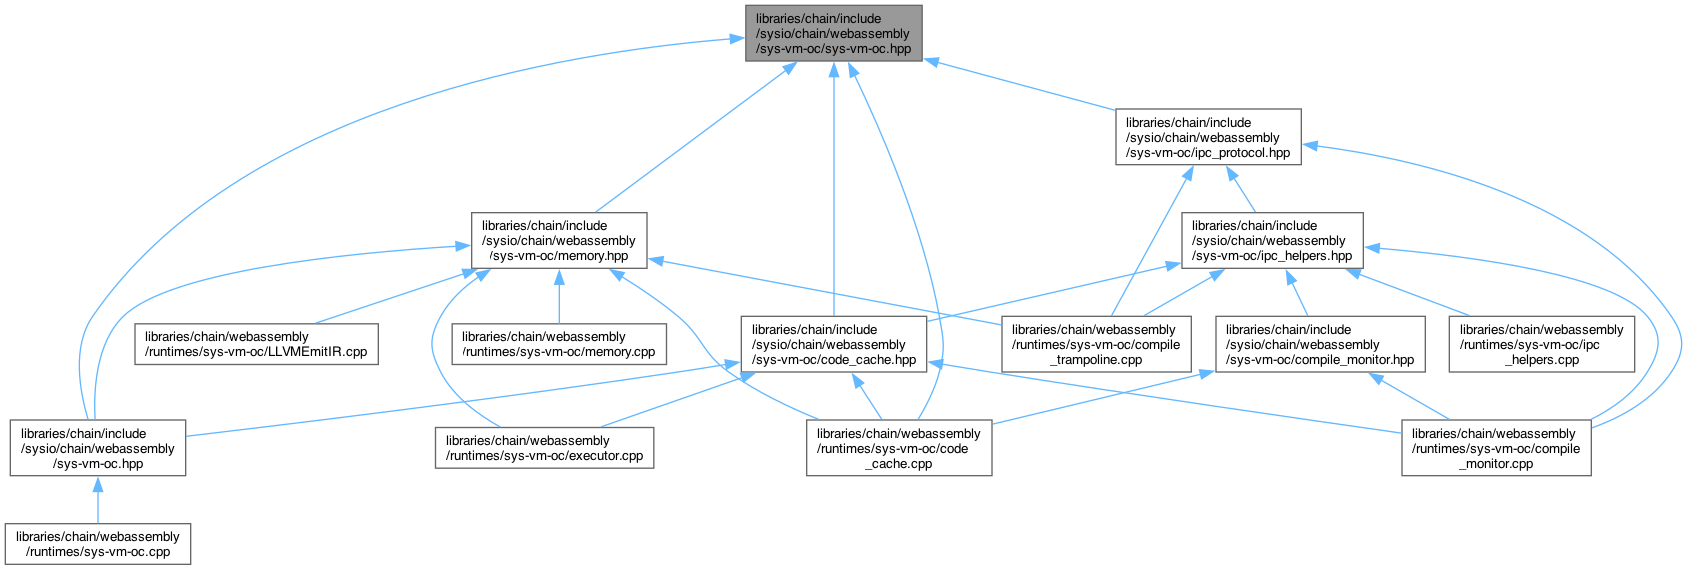 libraries/chain/include
/sysio/chain/webassembly
/sys-vm-oc/sys-vm-oc.hpp
libraries/chain/include
/sysio/chain/webassembly
/sys-vm-oc/ipc_protocol.hpp
libraries/chain/include
/sysio/chain/webassembly
/sys-vm-oc/memory.hpp
libraries/chain/include
/sysio/chain/webassembly
/sys-vm-oc/ipc_helpers.hpp
libraries/chain/webassembly
/runtimes/sys-vm-oc/LLVMEmitIR.cpp
libraries/chain/webassembly
/runtimes/sys-vm-oc/memory.cpp
libraries/chain/include
/sysio/chain/webassembly
/sys-vm-oc/code_cache.hpp
libraries/chain/webassembly
/runtimes/sys-vm-oc/compile
_trampoline.cpp
libraries/chain/include
/sysio/chain/webassembly
/sys-vm-oc/compile_monitor.hpp
libraries/chain/webassembly
/runtimes/sys-vm-oc/ipc
_helpers.cpp
libraries/chain/include
/sysio/chain/webassembly
/sys-vm-oc.hpp
libraries/chain/webassembly
/runtimes/sys-vm-oc/executor.cpp
libraries/chain/webassembly
/runtimes/sys-vm-oc/code
_cache.cpp
libraries/chain/webassembly
/runtimes/sys-vm-oc/compile
_monitor.cpp
libraries/chain/webassembly
/runtimes/sys-vm-oc.cpp